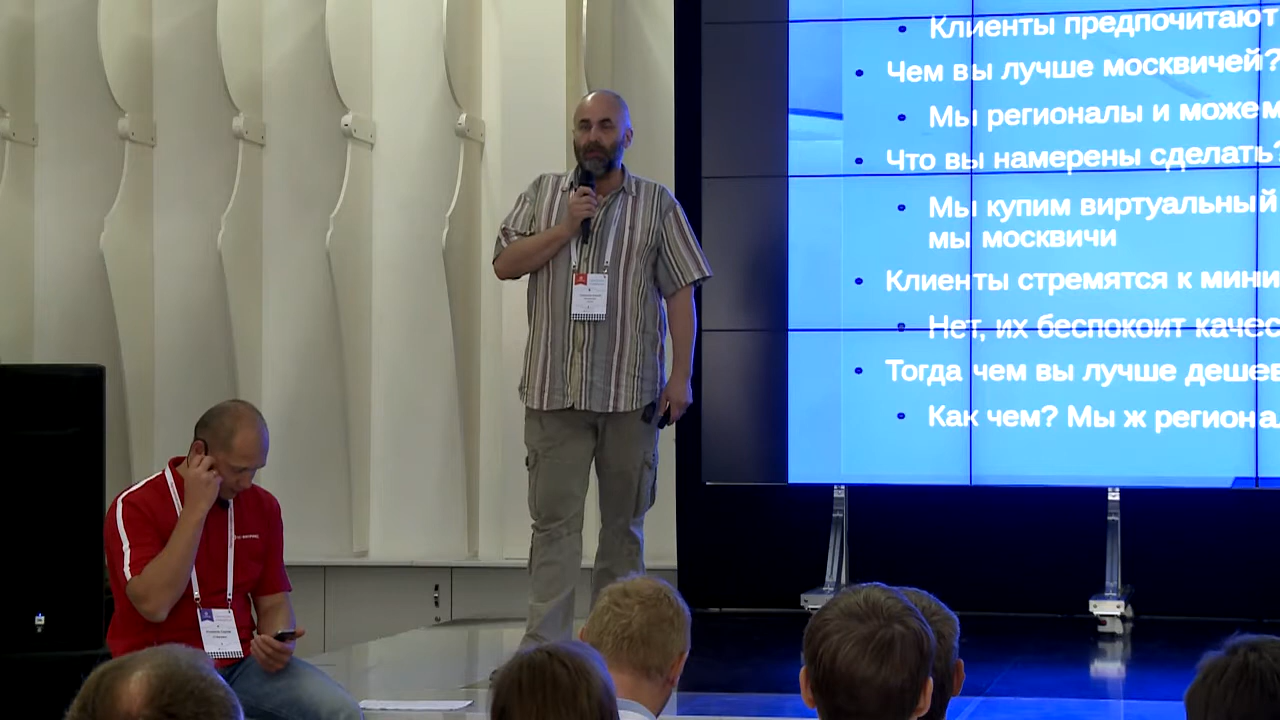 Клиенты предпочитают
Чем вы лучше москвичей?
Мы регионалы и можем
Что вы намерены сделать?
Мы купим виртуальный
мы москвичи
Клиенты стремятся к мини
Нет, их беспокоит качес
Тогда чем вы лучше дешев
Как чем? Мы ж регионал